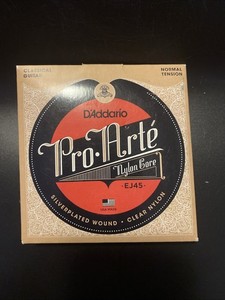 CLASSICAL
GUITAR
NORMAL
TENSION
D'Addario
Pro·Arté
Nylon Core
·EJ45·
SILVERPLATED WOUND · CLEAR NYLON